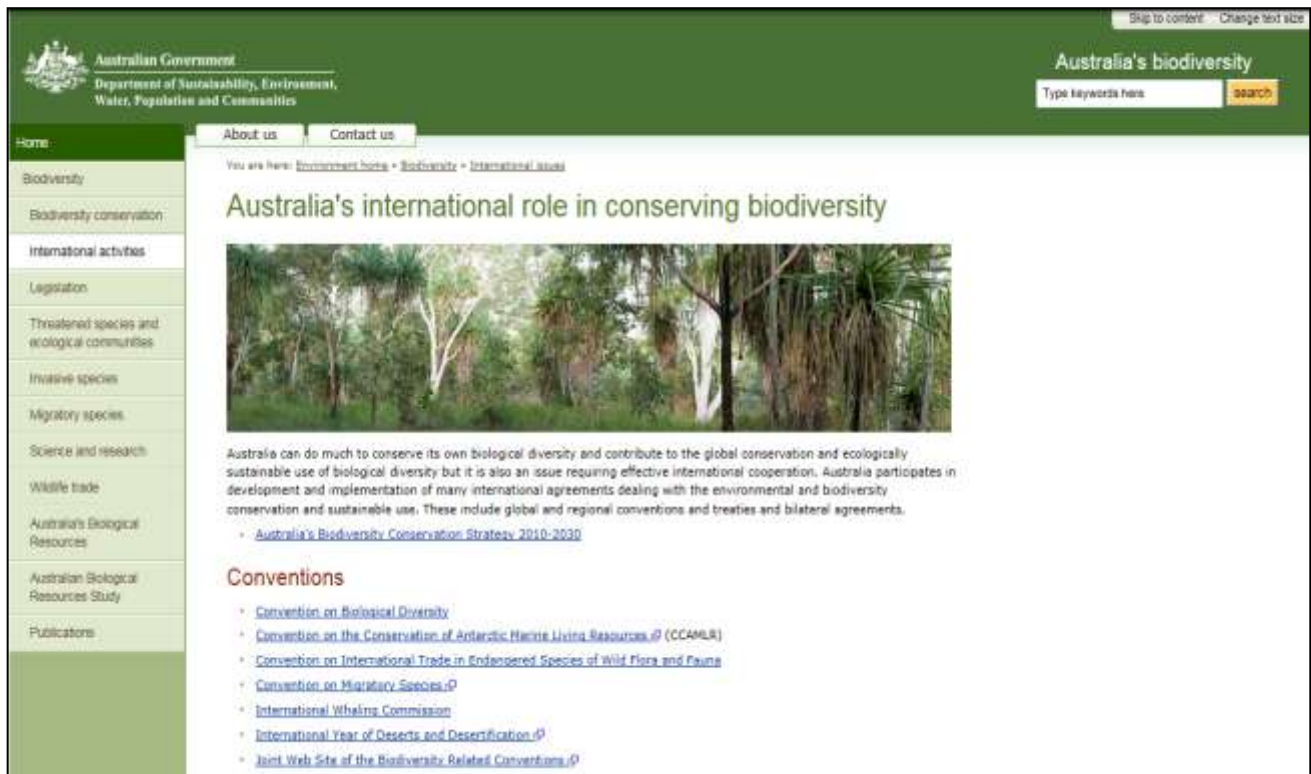 Skip to content Change text size
Australian Government
Department of Sustainability, Environment,
Water, Population and Communities
Australia's biodiversity
Type keywords here search
Home
About us Contact us
You are here: Environment home » Biodiversity » International issues
Biodiversity
Biodiversity conservation
International activities
Legislation
Threatened species and
ecological communities
Invasive species
Migratory species
Science and research
Wildlife trade
Australia's Biological
Resources
Australian Biological
Resources Study
Publications
Australia's international role in conserving biodiversity
Australia can do much to conserve its own biological diversity and contribute to the global conservation and ecologically
sustainable use of biological diversity but it is also an issue requiring effective international cooperation. Australia participates in
development and implementation of many international agreements dealing with the environmental and biodiversity
conservation and sustainable use. These include global and regional conventions and treaties and bilateral agreements.
Australia's Biodiversity Conservation Strategy 2010-2030
Conventions
Convention on Biological Diversity
Convention on the Conservation of Antarctic Marine Living Resources (CCAMLR)
Convention on International Trade in Endangered Species of Wild Flora and Fauna
Convention on Migratory Species
International Whaling Commission
International Year of Deserts and Desertification
Joint Web Site of the Biodiversity Related Conventions